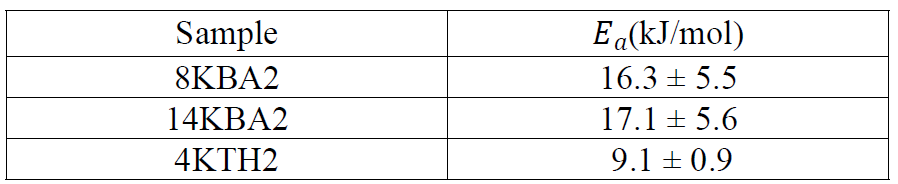 Sample Eₐ(kJ/mol)
8KBA2 16.3 ± 5.5
14KBA2 17.1 ± 5.6
4KTH2 9.1 ± 0.9